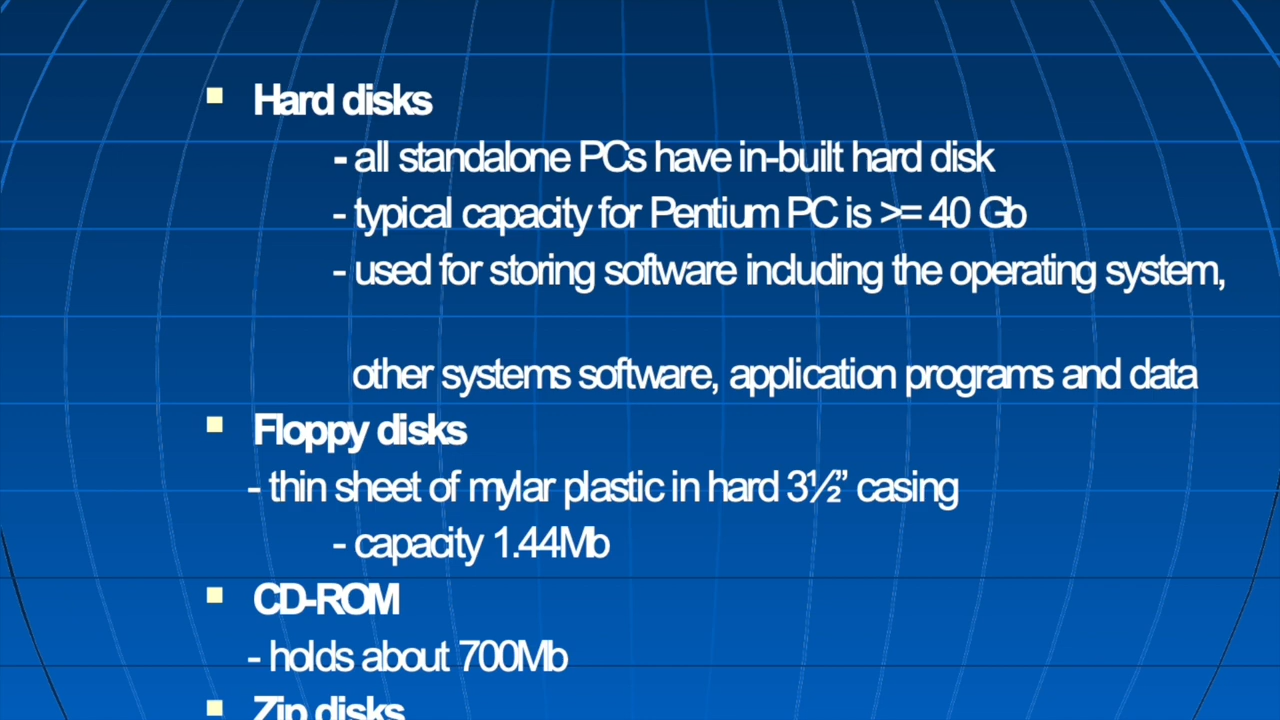 Hard disks
- all standalone PCs have in-built hard disk
- typical capacity for Pentium PC is >= 40 Gb
- used for storing software including the operating system,
other systems software, application programs and data
Floppy disks
- thin sheet of mylar plastic in hard 3½” casing
- capacity 1.44Mb
CD-ROM
- holds about 700Mb
Zip disks